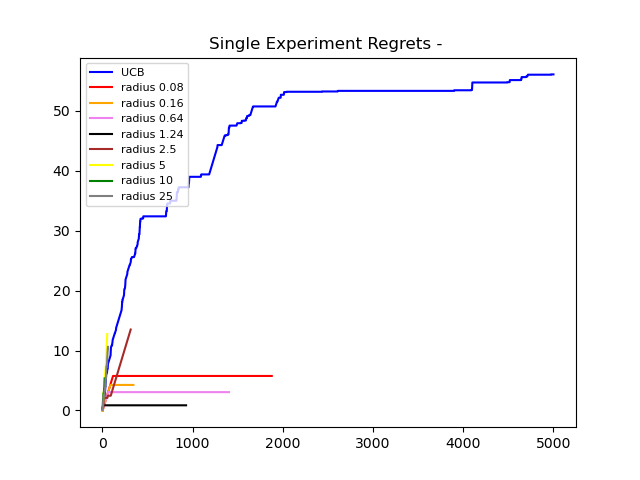 Single Experiment Regrets -
UCB
radius 0.08
radius 0.16
radius 0.64
radius 1.24
radius 2.5
radius 5
radius 10
radius 25
50
40
30
20
10
0
0 1000 2000 3000 4000 5000